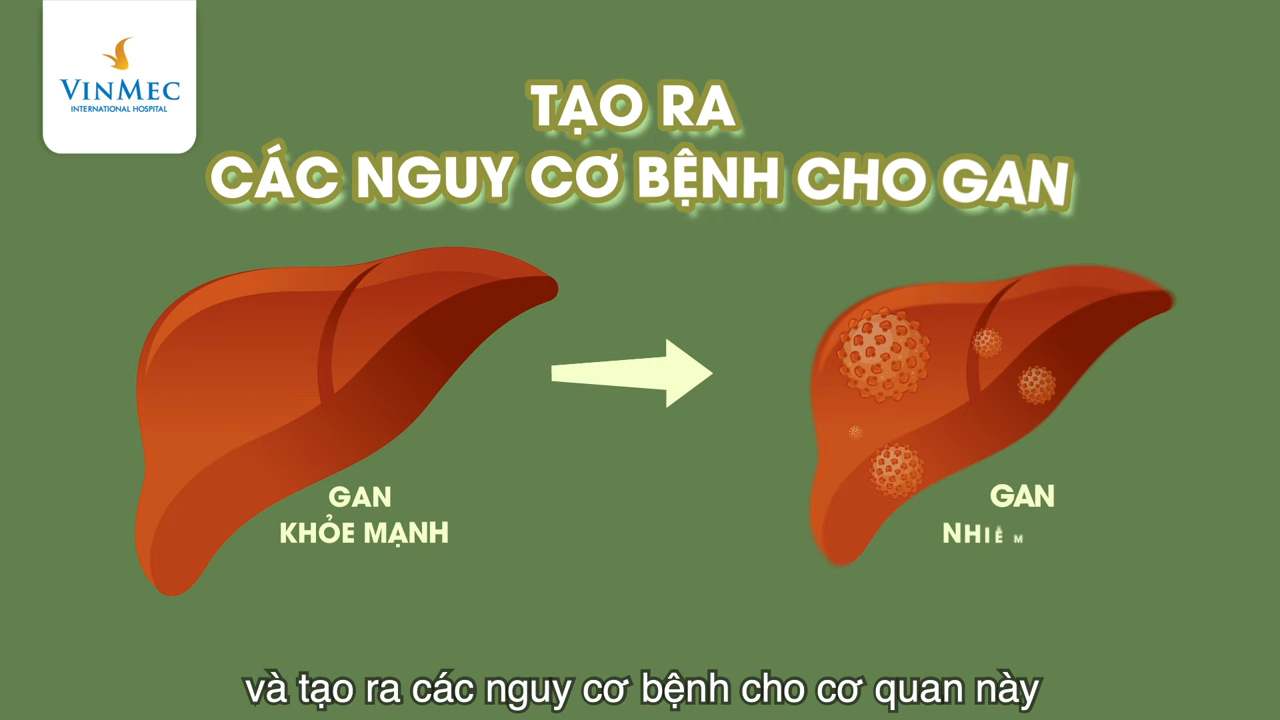 VINMEC
INTERNATIONAL HOSPITAL
TẠO RA
CÁC NGUY CƠ BỆNH CHO GAN
GAN
KHỎE MẠNH
GAN
NHIỄM
và tạo ra các nguy cơ bệnh cho cơ quan này